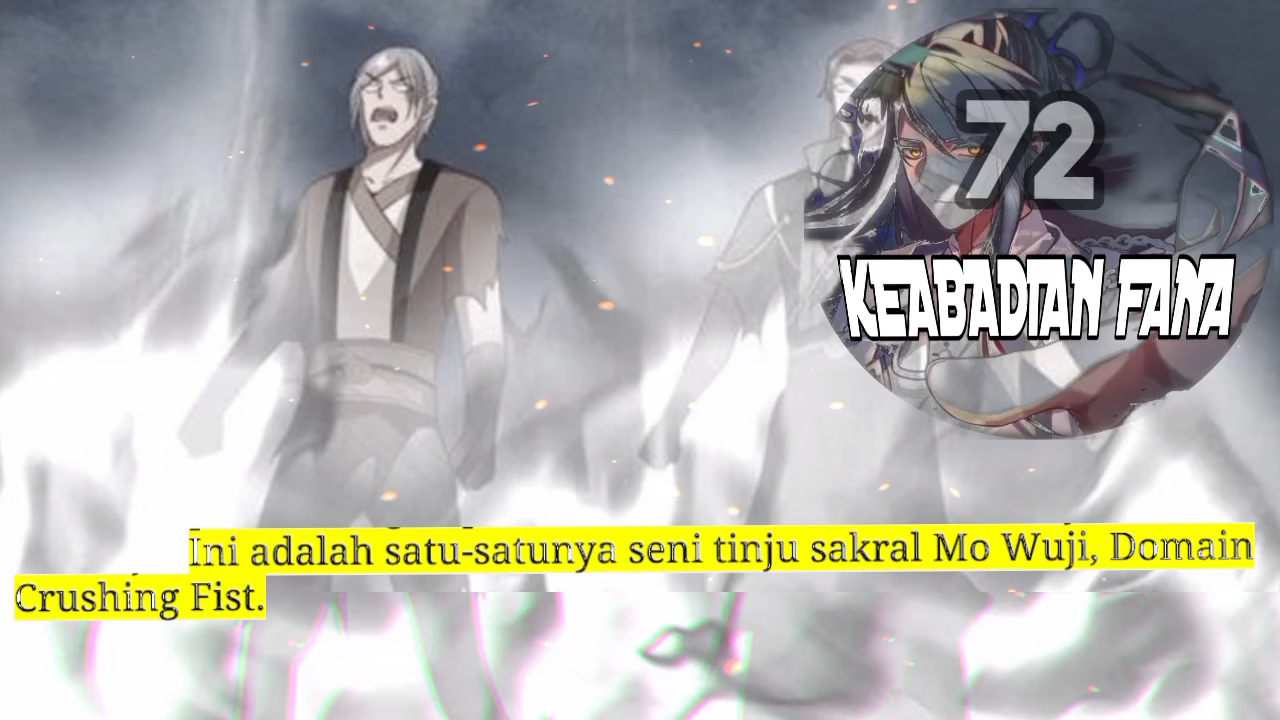 72
KEABADIAN FANA
Ini adalah satu-satunya seni tinju sakral Mo Wuji, Domain
Crushing Fist.